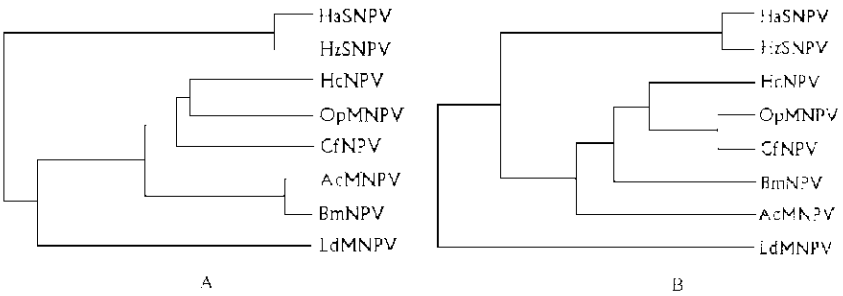 HaSNPV
HzSNPV
HcNPV
OpMNPV
CfNPV
AcMNPV
BmNPV
LdMNPV
A
HaSNPV
HzSNPV
HcNPV
OpMNPV
CfNPV
BmNPV
AcMNPV
LdMNPV
B